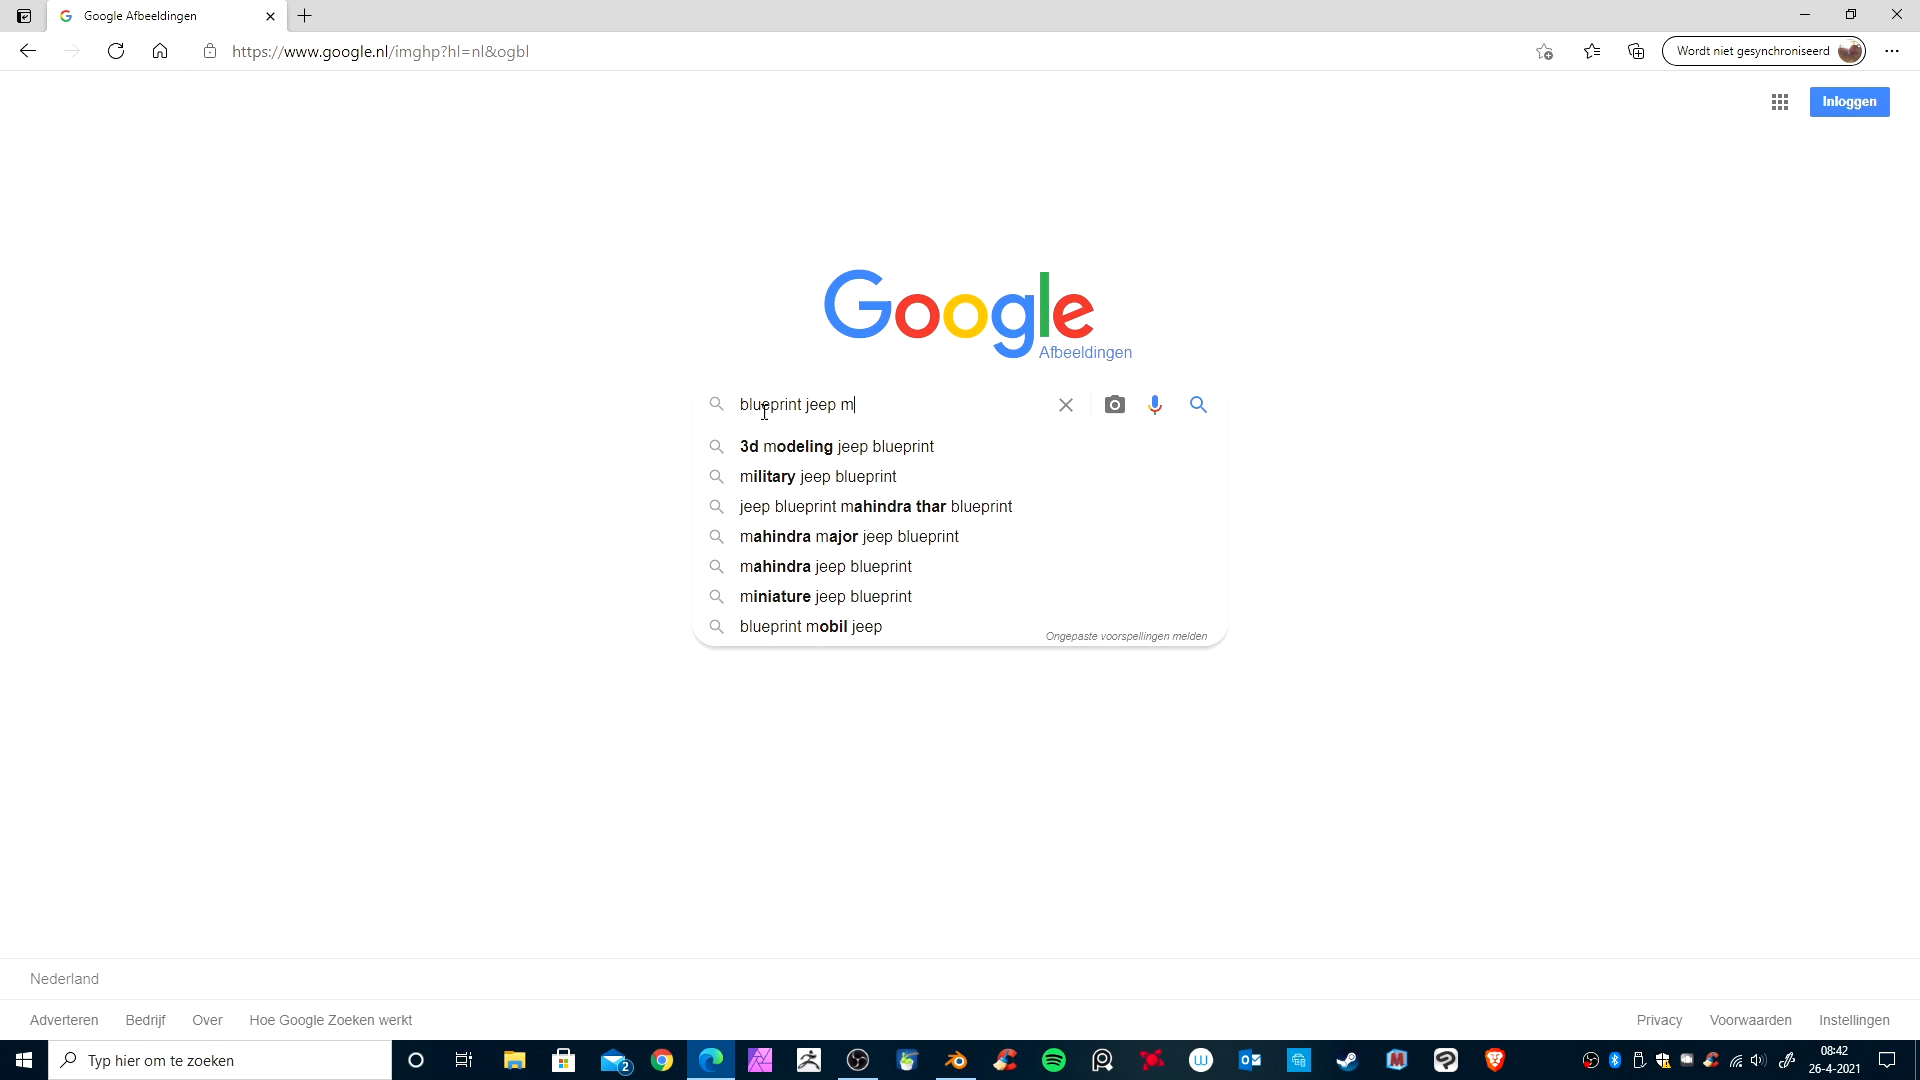 Google Afbeeldingen
https://www.google.nl/imghp?hl=nl&ogbl
Wordt niet gesynchroniseerd
Inloggen
Google
Afbeeldingen
blueprint jeep m
3d modeling jeep blueprint
military jeep blueprint
jeep blueprint mahindra thar blueprint
mahindra major jeep blueprint
mahindra jeep blueprint
miniature jeep blueprint
blueprint mobil jeep
Ongepaste voorspellingen melden
Nederland
Adverteren Bedrijf Over Hoe Google Zoeken werkt
Privacy Voorwaarden Instellingen
Typ hier om te zoeken
2
08:42
26-4-2021